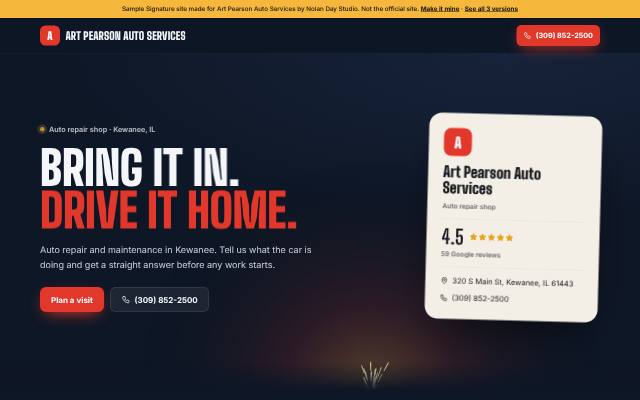 Sample Signature site made for Art Pearson Auto Services by Nolan Day Studio. Not the official site. Make it mine · See all 3 versions
A ART PEARSON AUTO SERVICES
(309) 852-2500
Auto repair shop · Kewanee, IL
BRING IT IN.
DRIVE IT HOME.
Auto repair and maintenance in Kewanee. Tell us what the car is
doing and get a straight answer before any work starts.
Plan a visit
(309) 852-2500
A
Art Pearson Auto
Services
Auto repair shop
4.5 ★★★★★
59 Google reviews
320 S Main St, Kewanee, IL 61443
(309) 852-2500